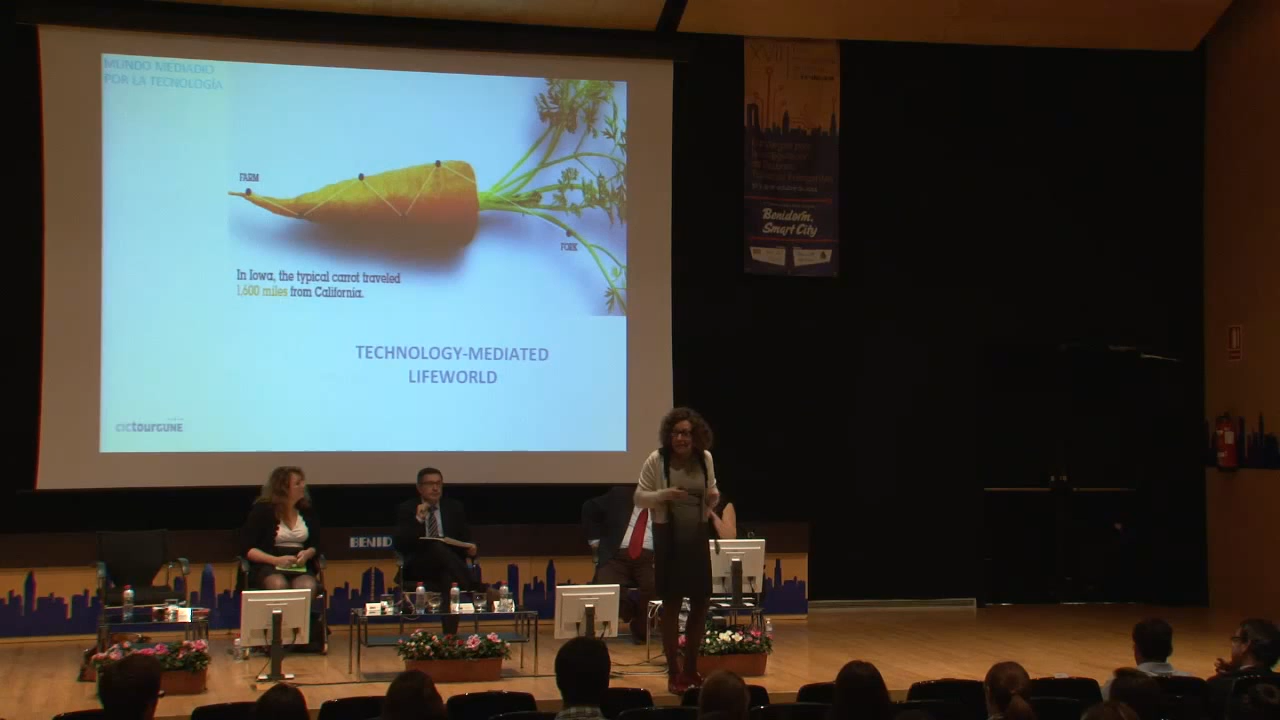 MUNDO MEDIADO
POR LA TECNOLOGÍA
FARM
FORK
In Iowa, the typical carrot traveled
1,600 miles from California.
TECHNOLOGY-MEDIATED
LIFEWORLD
cictourgune
XVIII
Benidorm,
Smart City
BENID